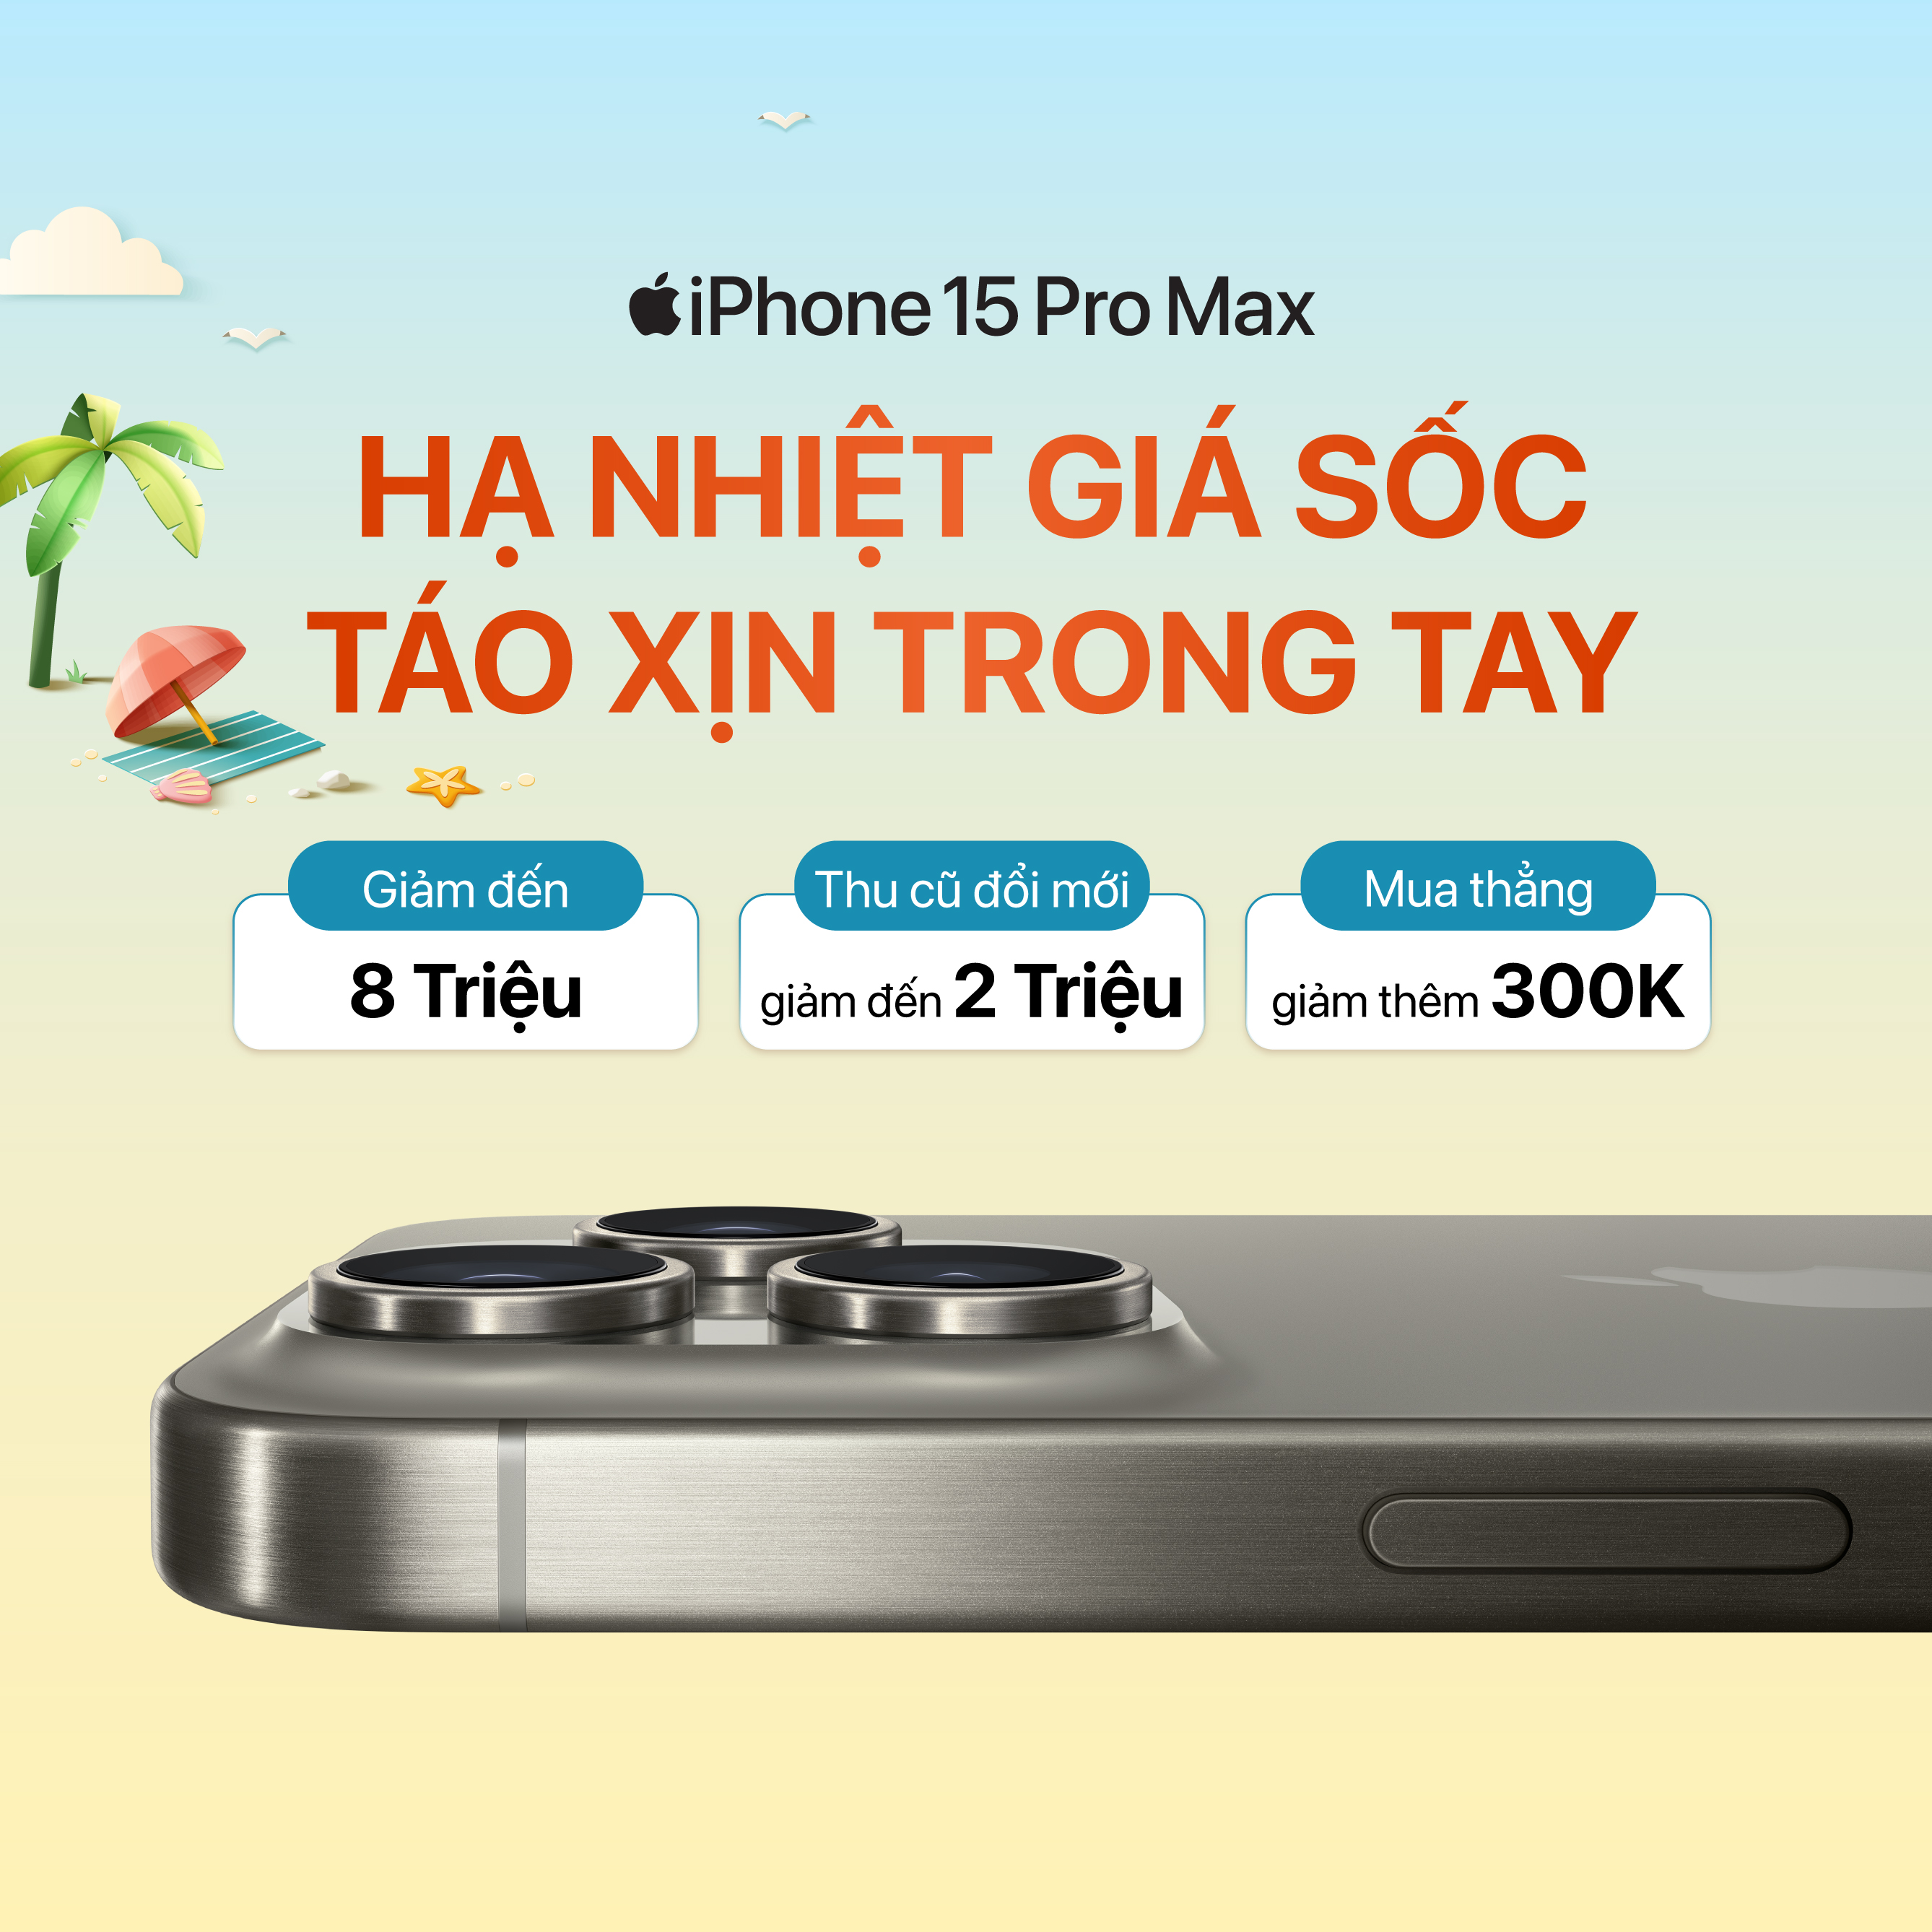 iPhone 15 Pro Max
HẠ NHIỆT GIÁ SỐC
TÁO XỊN TRONG TAY
Giảm đến
8 Triệu
Thu cũ đổi mới
giảm đến 2 Triệu
Mua thẳng
giảm thêm 300K